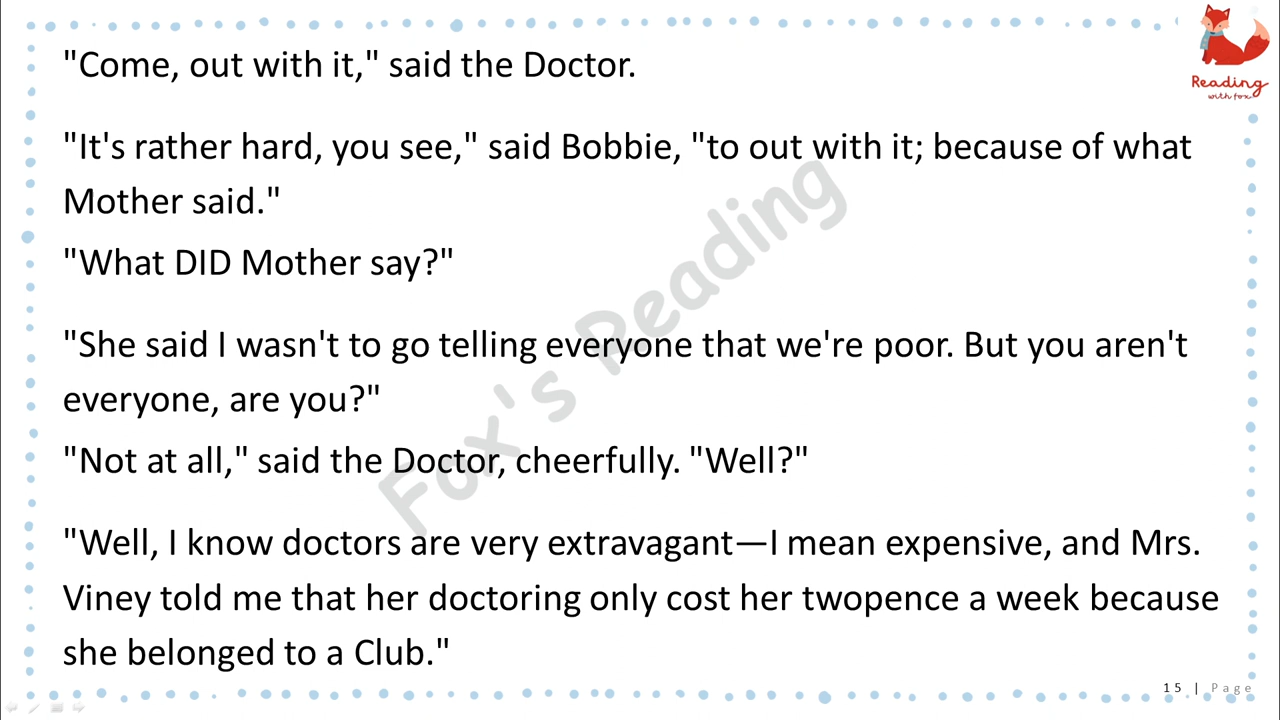 "Come, out with it," said the Doctor.
"It's rather hard, you see," said Bobbie, "to out with it; because of what
Mother said."
"What DID Mother say?"
"She said I wasn't to go telling everyone that we're poor. But you aren't
everyone, are you?"
"Not at all," said the Doctor, cheerfully. "Well?"
"Well, I know doctors are very extravagant—I mean expensive, and Mrs.
Viney told me that her doctoring only cost her twopence a week because
she belonged to a Club."
Reading
with fox
Fox's Reading
15 | Page